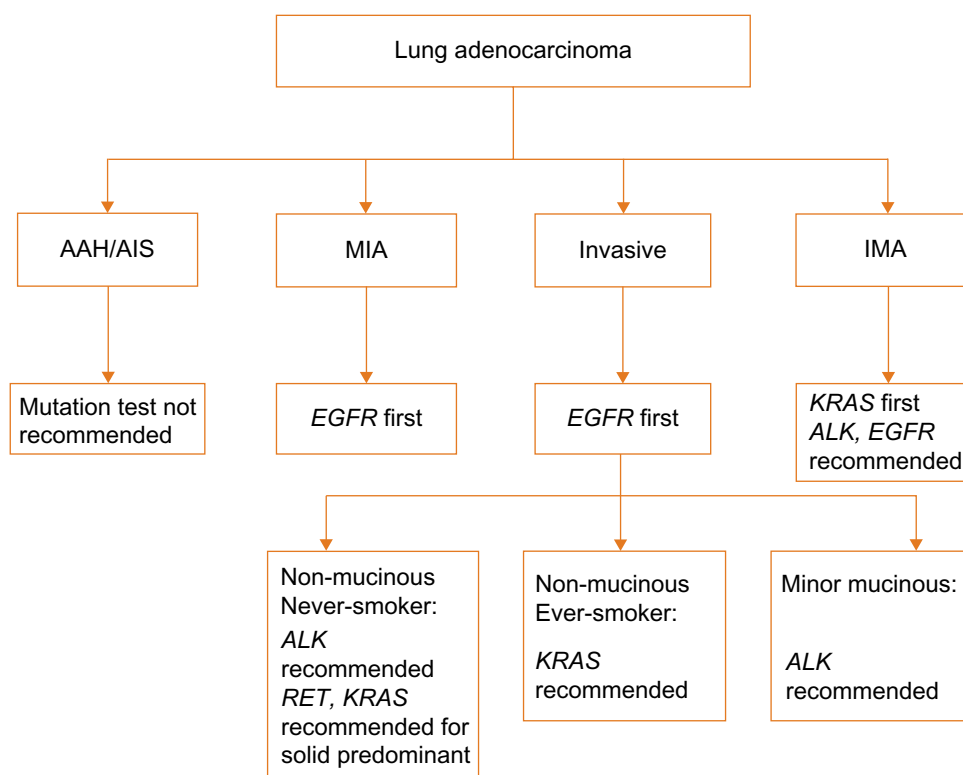 Lung adenocarcinoma
AAH/AIS
MIA
Invasive
IMA
Mutation test not
recommended
EGFR first
EGFR first
KRAS first
ALK, EGFR
recommended
Non-mucinous
Never-smoker:
ALK
recommended
RET, KRAS
recommended for
solid predominant
Non-mucinous
Ever-smoker:
KRAS
recommended
Minor mucinous:
ALK
recommended